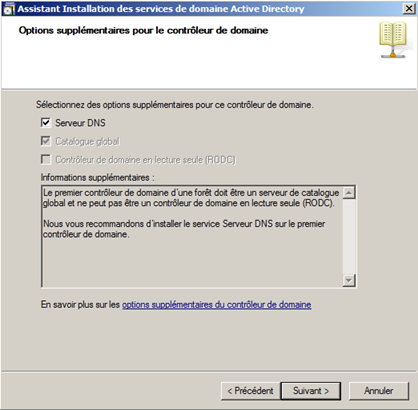 Assistant Installation des services de domaine Active Directory
Options supplémentaires pour le contrôleur de domaine
Sélectionnez des options supplémentaires pour ce contrôleur de domaine.
Serveur DNS
Catalogue global
Contrôleur de domaine en lecture seule (RODC)
Informations supplémentaires :
Le premier contrôleur de domaine d'une forêt doit être un serveur de catalogue
global et ne peut pas être un contrôleur de domaine en lecture seule (RODC).
Nous vous recommandons d'installer le service Serveur DNS sur le premier
contrôleur de domaine.
En savoir plus sur les options supplémentaires du contrôleur de domaine
< Précédent Suivant > Annuler